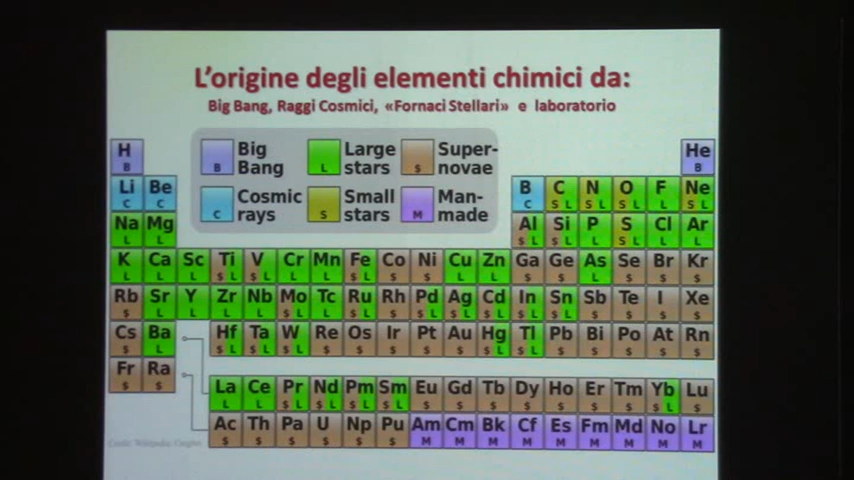 L'origine degli elementi chimici da:
Big Bang, Raggi Cosmici, «Fornaci Stellari» e laboratorio
B Big Bang L Large stars $ Super-novae
C Cosmic rays S Small stars M Man-made
H He
B B
Li Be B C N O F Ne
C C C S L S L S L L S L
Na Mg Al Si P S Cl Ar
L L $ L $ L L S L L L
K Ca Sc Ti V Cr Mn Fe Co Ni Cu Zn Ga Ge As Se Br Kr
L L L $ L $ L L L $ L $ $ L L $ $ L $ $ $
Rb Sr Y Zr Nb Mo Tc Ru Rh Pd Ag Cd In Sn Sb Te I Xe
$ L L L L $ L L $ L $ $ L $ L $ L $ L $ L $ $ $ $
Cs Ba Hf Ta W Re Os Ir Pt Au Hg Tl Pb Bi Po At Rn
$ L $ L $ L $ L $ $ $ $ $ $ L $ L $ $ $ $ $
Fr Ra
$ $
La Ce Pr Nd Pm Sm Eu Gd Tb Dy Ho Er Tm Yb Lu
L L $ L $ L $ L $ L $ $ $ $ $ $ $ $ L $
Ac Th Pa U Np Pu Am Cm Bk Cf Es Fm Md No Lr
$ $ $ $ $ $ M M M M M M M M M
Credit: Wikipedia